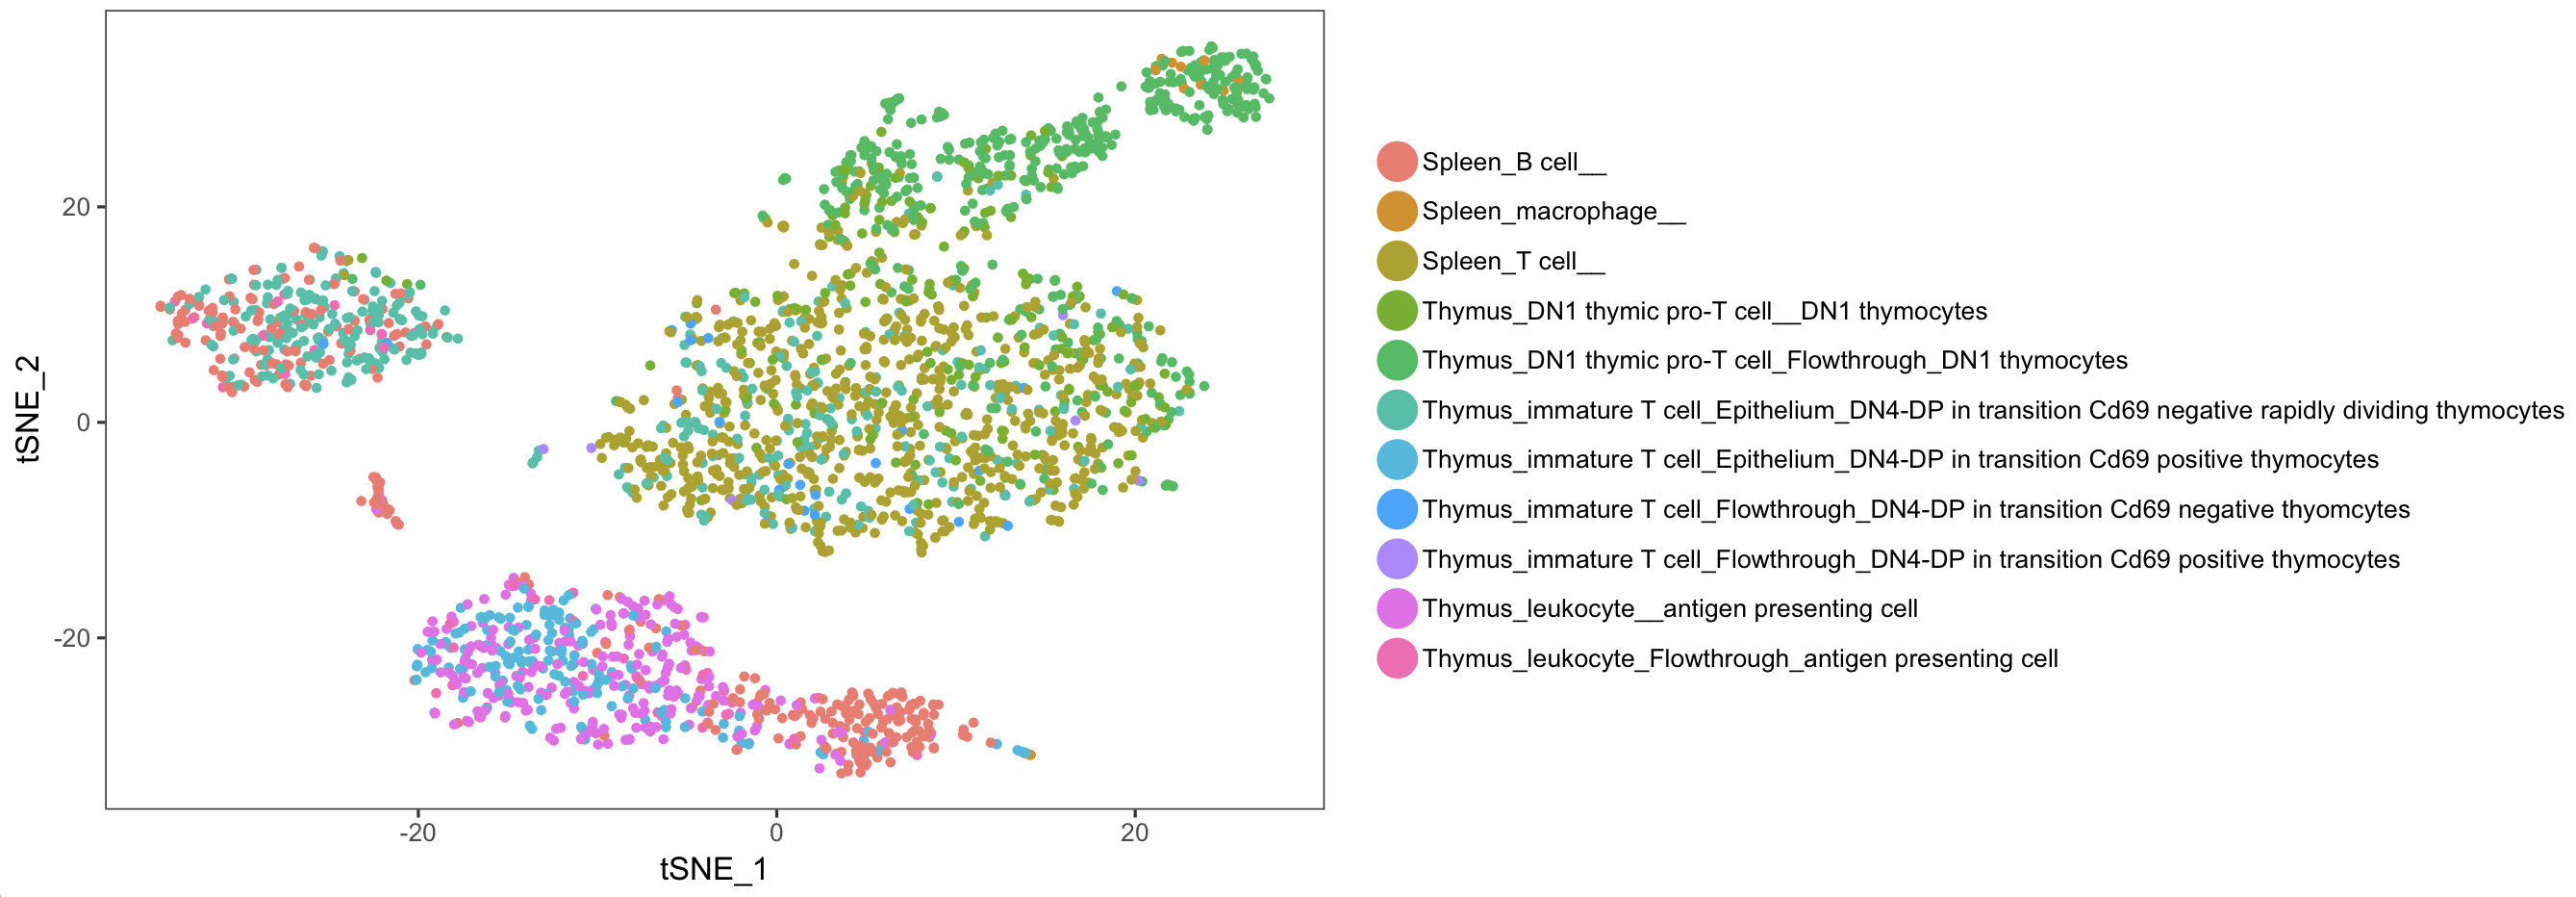 20
0
-20
tSNE_2
-20
0
20
tSNE_1
Spleen_B cell__
Spleen_macrophage__
Spleen_T cell__
Thymus_DN1 thymic pro-T cell__DN1 thymocytes
Thymus_DN1 thymic pro-T cell_Flowthrough_DN1 thymocytes
Thymus_immature T cell_Epithelium_DN4-DP in transition Cd69 negative rapidly dividing thymocytes
Thymus_immature T cell_Epithelium_DN4-DP in transition Cd69 positive thymocytes
Thymus_immature T cell_Flowthrough_DN4-DP in transition Cd69 negative thyomcytes
Thymus_immature T cell_Flowthrough_DN4-DP in transition Cd69 positive thymocytes
Thymus_leukocyte__antigen presenting cell
Thymus_leukocyte_Flowthrough_antigen presenting cell